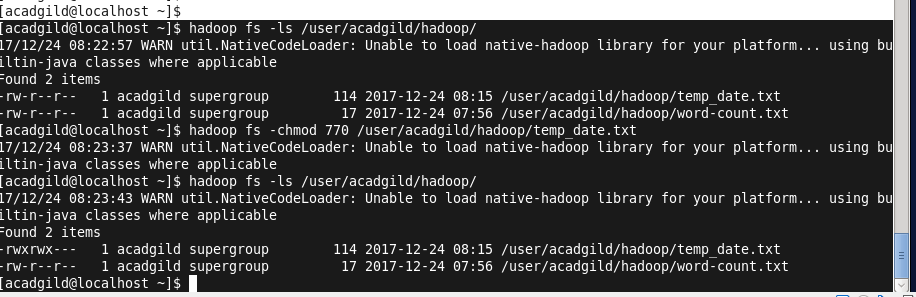 [acadgild@localhost ~]$
[acadgild@localhost ~]$ hadoop fs -ls /user/acadgild/hadoop/
17/12/24 08:22:57 WARN util.NativeCodeLoader: Unable to load native-hadoop library for your platform... using bu
iltin-java classes where applicable
Found 2 items
-rw-r--r--   1 acadgild supergroup        114 2017-12-24 08:15 /user/acadgild/hadoop/temp_date.txt
-rw-r--r--   1 acadgild supergroup         17 2017-12-24 07:56 /user/acadgild/hadoop/word-count.txt
[acadgild@localhost ~]$ hadoop fs -chmod 770 /user/acadgild/hadoop/temp_date.txt
17/12/24 08:23:37 WARN util.NativeCodeLoader: Unable to load native-hadoop library for your platform... using bu
iltin-java classes where applicable
[acadgild@localhost ~]$ hadoop fs -ls /user/acadgild/hadoop/
17/12/24 08:23:43 WARN util.NativeCodeLoader: Unable to load native-hadoop library for your platform... using bu
iltin-java classes where applicable
Found 2 items
-rwxrwx---   1 acadgild supergroup        114 2017-12-24 08:15 /user/acadgild/hadoop/temp_date.txt
-rw-r--r--   1 acadgild supergroup         17 2017-12-24 07:56 /user/acadgild/hadoop/word-count.txt
[acadgild@localhost ~]$